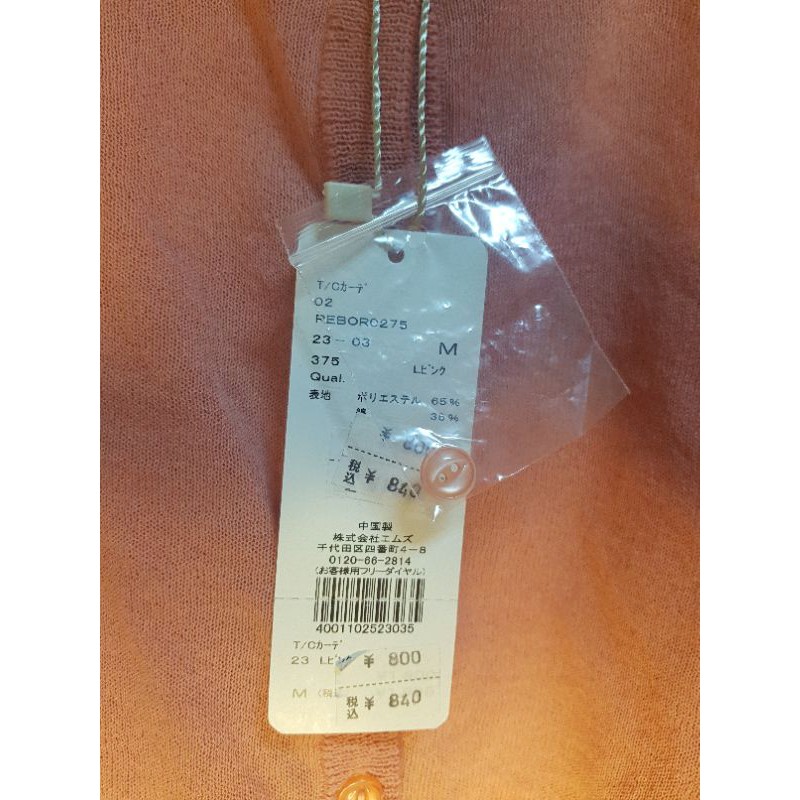 T/Cカーデ
02
REBOR0275
23-03 M
375 Lピンク
Qual.
表地 ポリエステル 65%
綿 35%
¥ 800
税込 ¥ 840
中国製
株式会社エムズ
千代田区四番町4-8
0120-66-2814
(お客様用フリーダイヤル)
4001102523035
T/Cカーデ
23 Lピンク ¥ 800
M (税込 ¥ 840